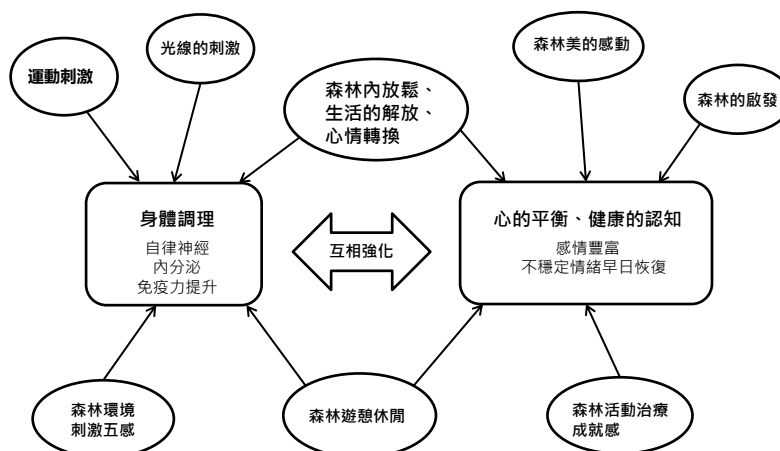 光線的刺激
森林美的感動
運動刺激
森林內放鬆、
生活的解放、
心情轉換
森林的啟發
身體調理
自律神經
內分泌
免疫力提升
互相強化
心的平衡、健康的認知
感情豐富
不穩定情緒早日恢復
森林環境
刺激五感
森林遊憩休閒
森林活動治療
成就感